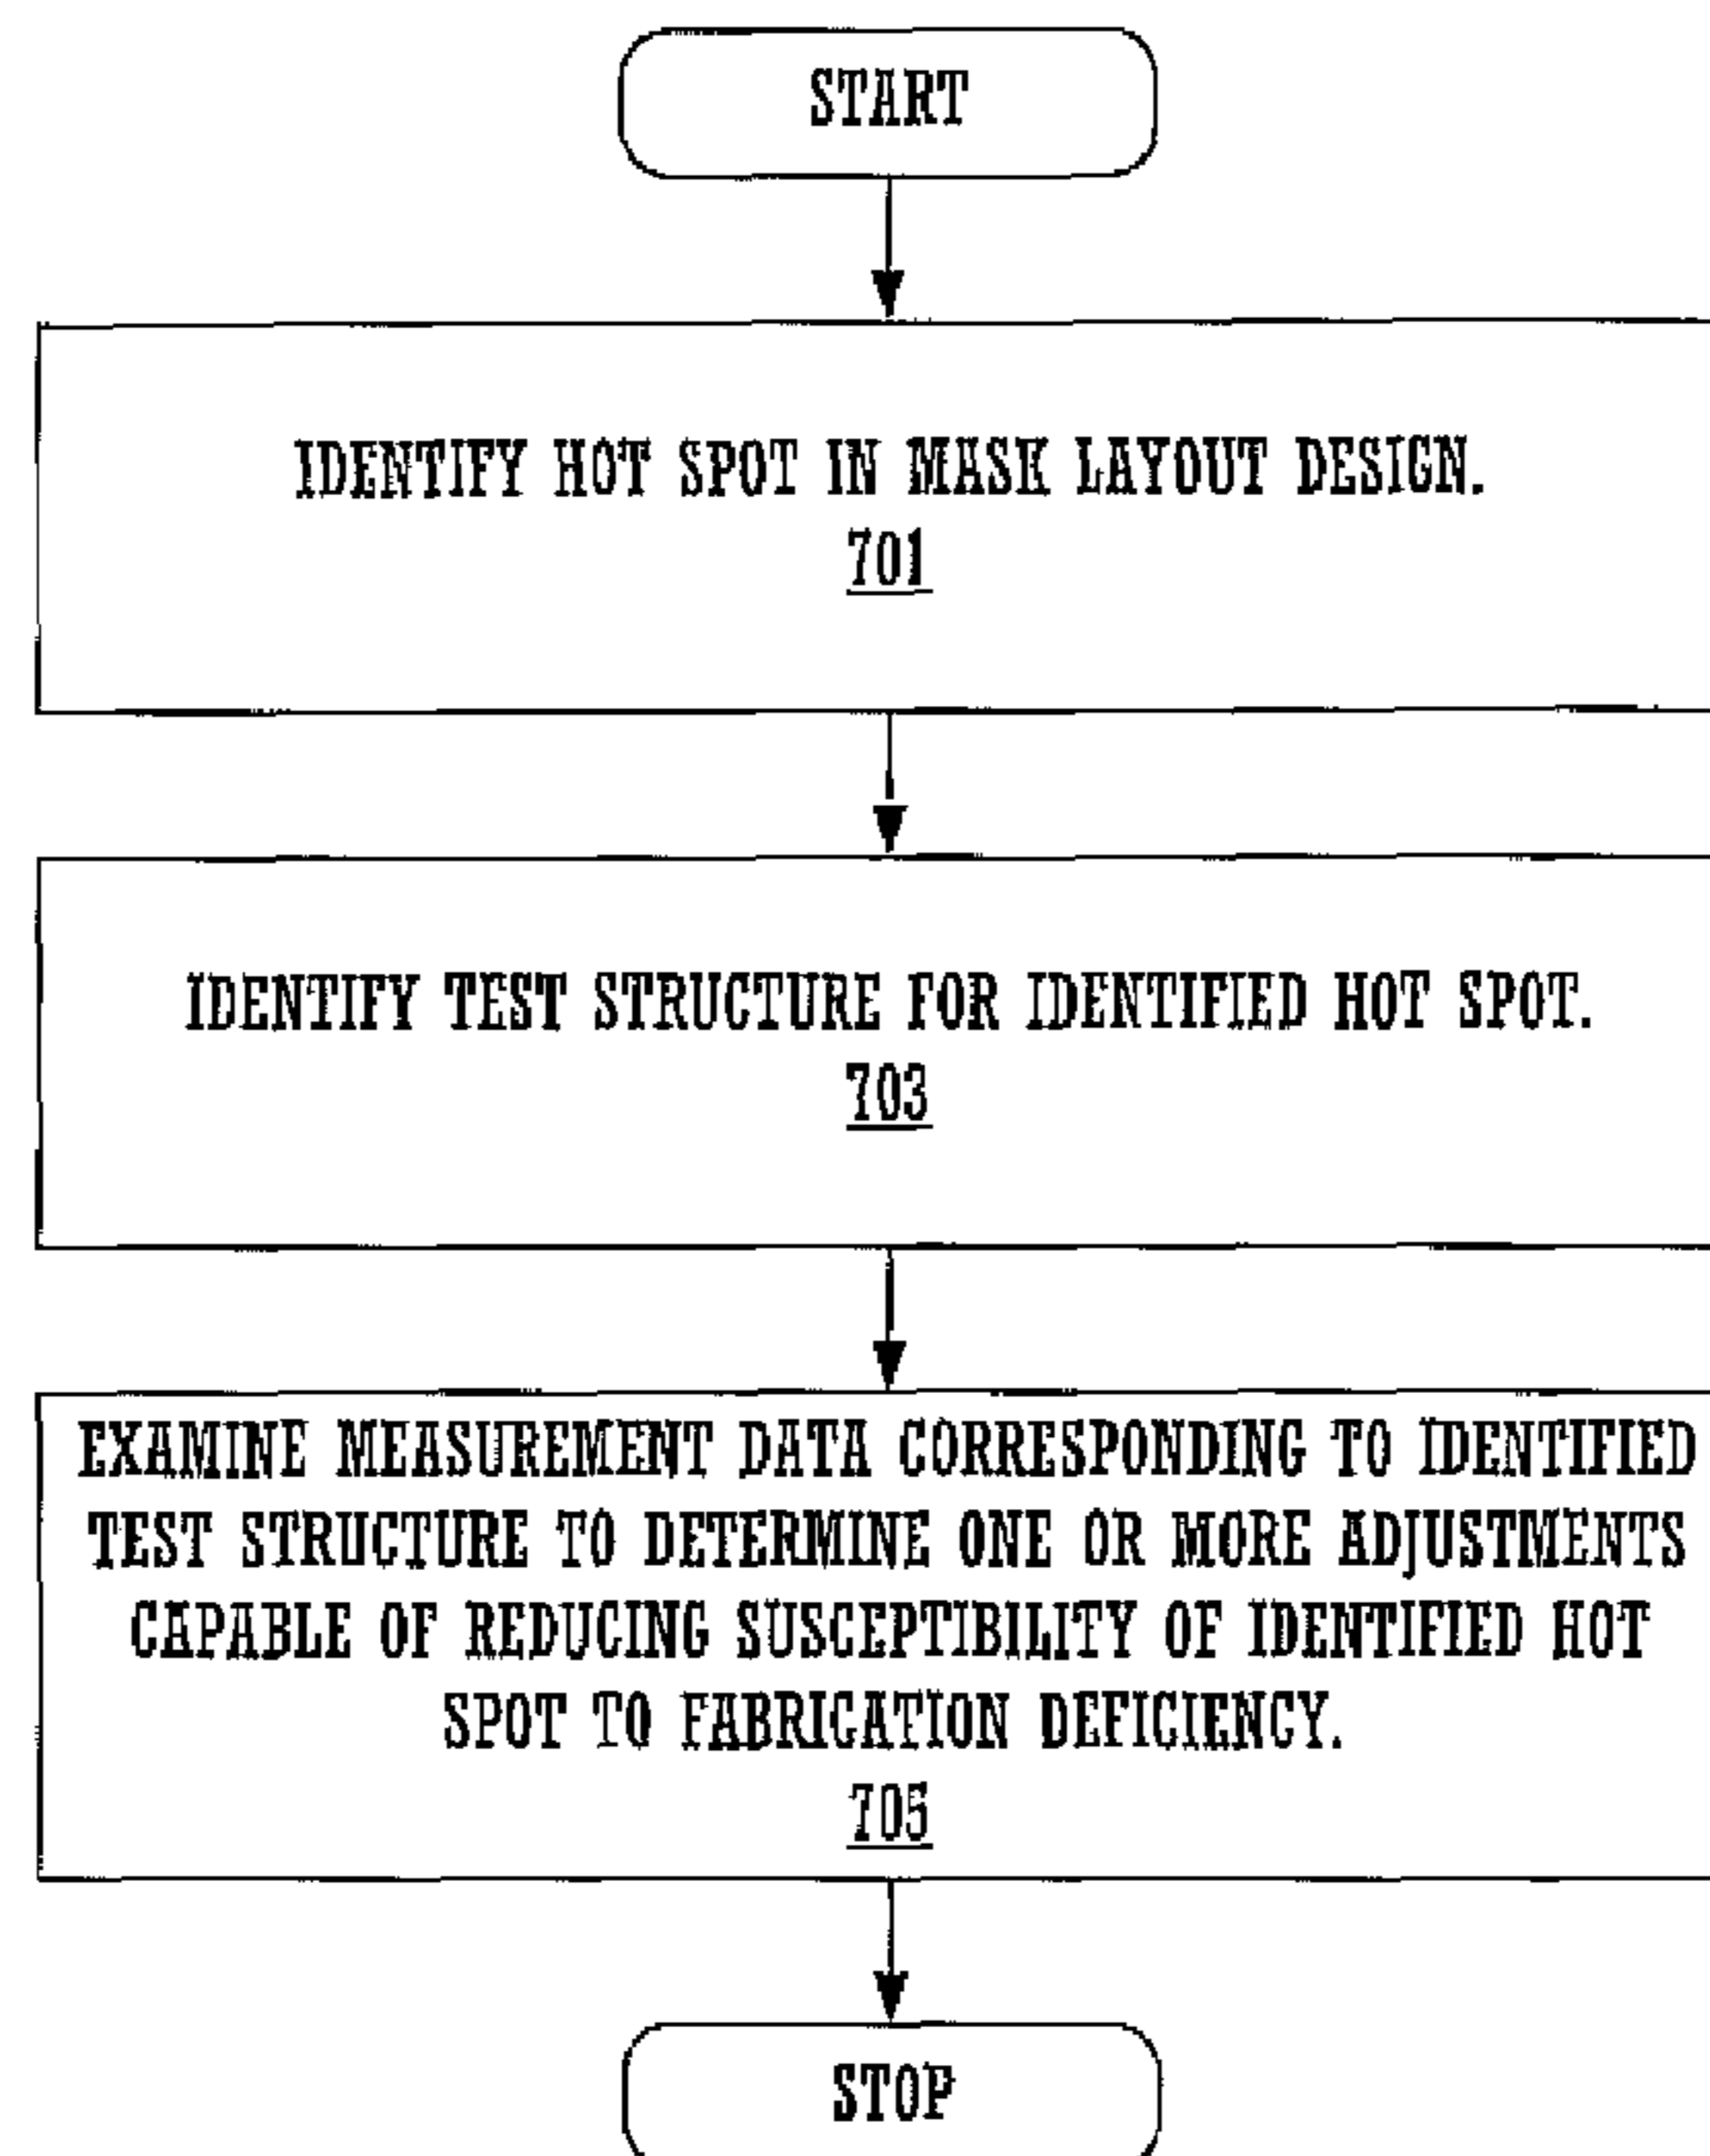 START
IDENTIFY HOT SPOT IN MASK LAYOUT DESIGN.
701
IDENTIFY TEST STRUCTURE FOR IDENTIFIED HOT SPOT.
703
EXAMINE MEASUREMENT DATA CORRESPONDING TO IDENTIFIED
TEST STRUCTURE TO DETERMINE ONE OR MORE ADJUSTMENTS
CAPABLE OF REDUCING SUSCEPTIBILITY OF IDENTIFIED HOT
SPOT TO FABRICATION DEFICIENCY.
705
STOP